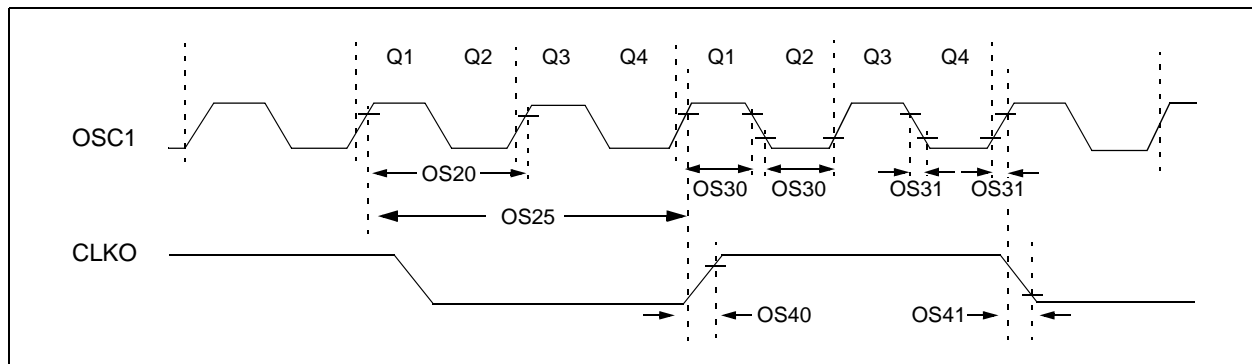 Q1 Q2 Q3 Q4 Q1 Q2 Q3 Q4
OSC1
OS20 OS30 OS30 OS31 OS31
OS25
CLKO
OS40 OS41